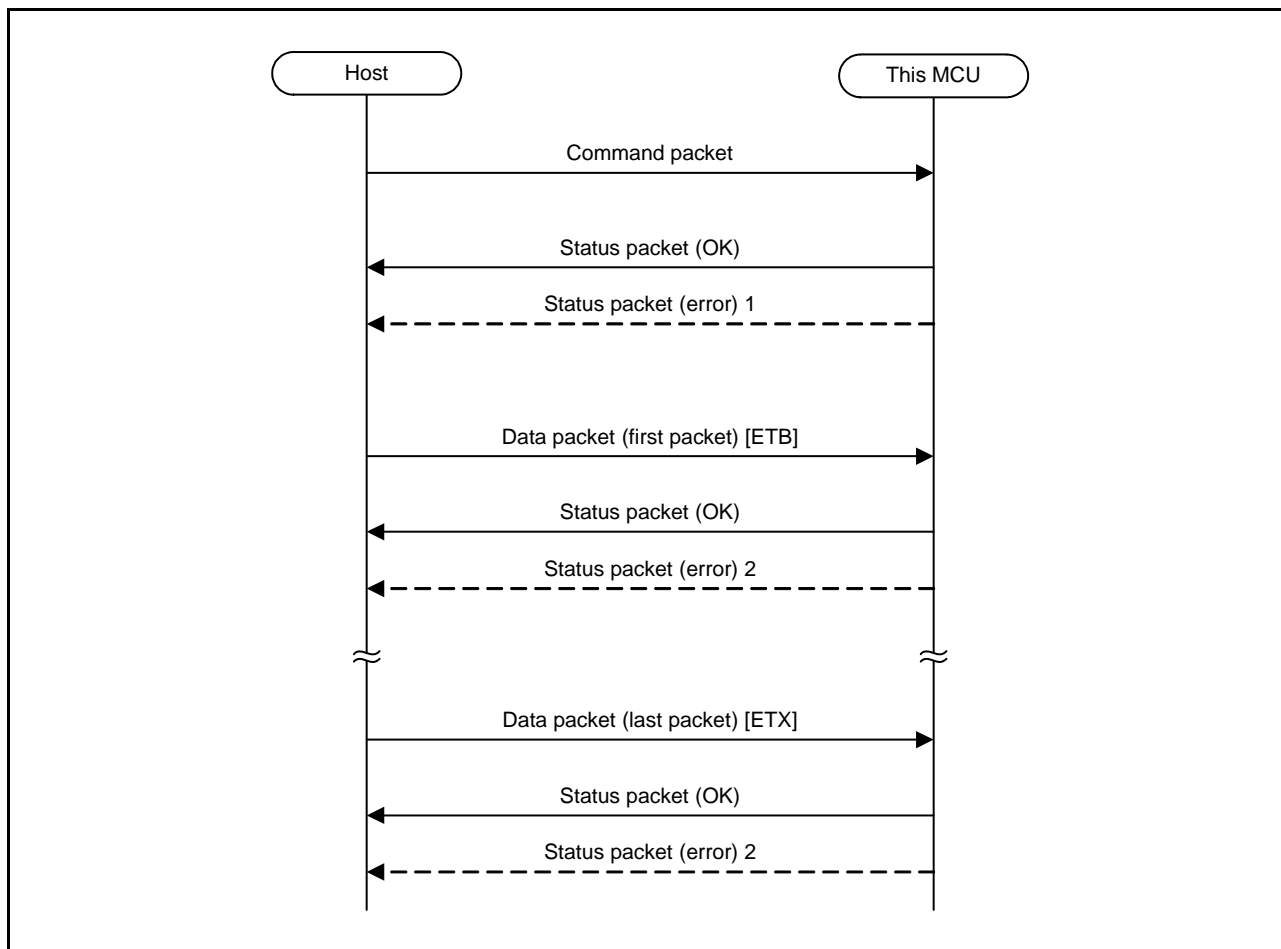 Host
This MCU
Command packet
Status packet (OK)
Status packet (error) 1
Data packet (first packet) [ETB]
Status packet (OK)
Status packet (error) 2
Data packet (last packet) [ETX]
Status packet (OK)
Status packet (error) 2